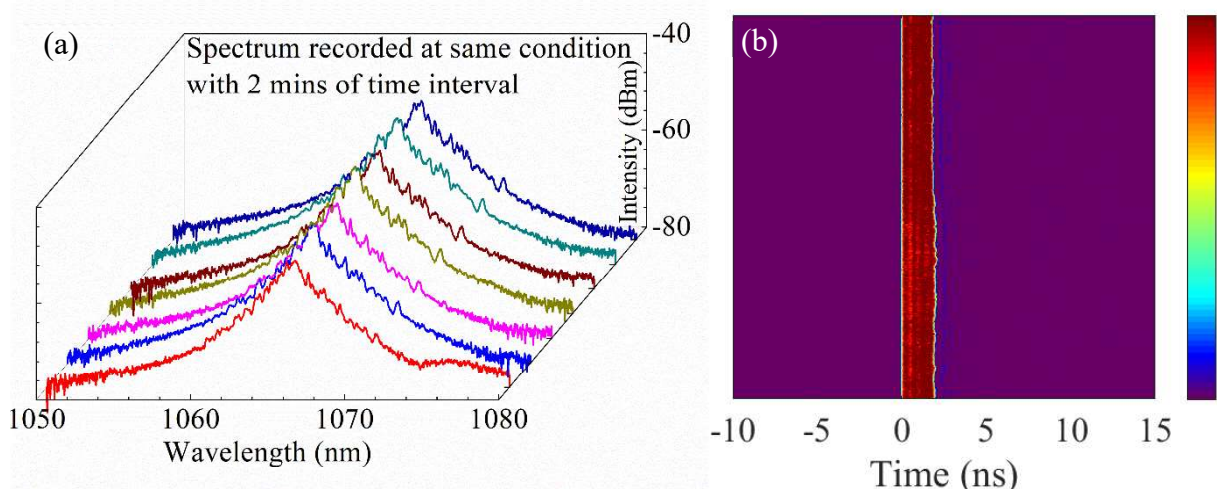 (a)
Spectrum recorded at same condition
with 2 mins of time interval
-40
-60
-80
Intensity (dBm)
1050
1060
1070
1080
Wavelength (nm)
(b)
-10
-5
0
5
10
15
Time (ns)